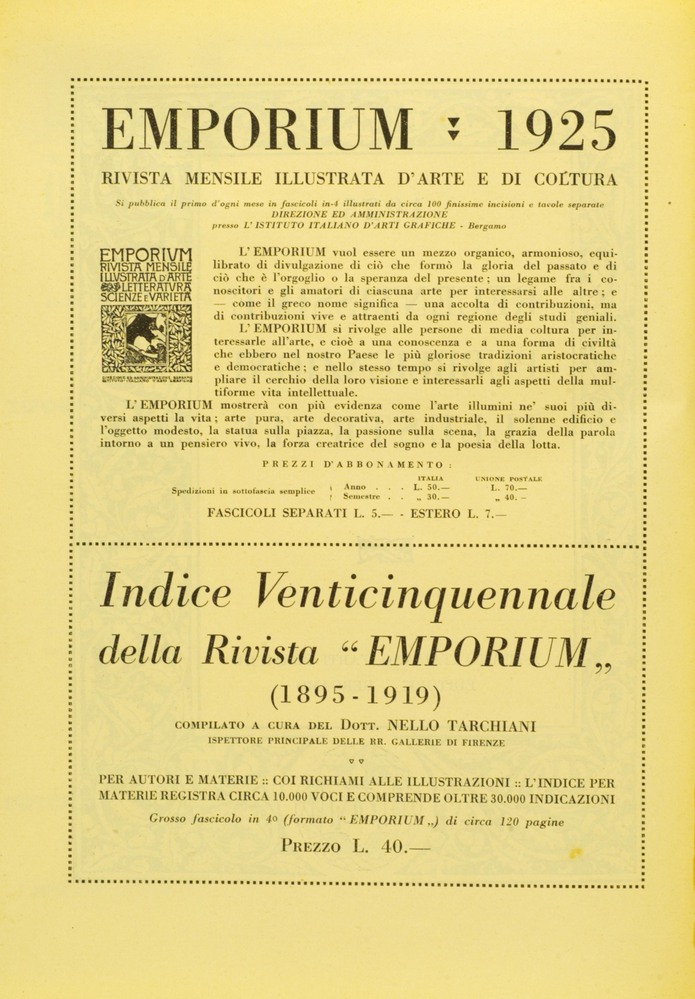 EMPORIUM 1925
RIVISTA MENSILE ILLUSTRATA D'ARTE E DI COLTURA
Si pubblica il primo d'ogni mese in fascicoli in-4 illustrati da circa 100 finissime incisioni e tavole separate
DIREZIONE ED AMMINISTRAZIONE
presso L'ISTITUTO ITALIANO D'ARTI GRAFICHE - Bergamo
EMPORIVM
RIVISTA MENSILE
ILLVSTRATA D'ARTE
LETTERATVRA
SCIENZE E VARIETA
L'EMPORIUM vuol essere un mezzo organico, armonioso, equi-
librato di divulgazione di ciò che formò la gloria del passato e di
ciò che è l'orgoglio o la speranza del presente; un legame fra i co-
noscitori e gli amatori di ciascuna arte per interessarsi alle altre; e
— come il greco nome significa — una accolta di contribuzioni, ma
di contribuzioni vive e attraenti da ogni regione degli studi geniali.
L'EMPORIUM si rivolge alle persone di media coltura per in-
teressarle all'arte, e cioè a una conoscenza e a una forma di civiltà
che ebbero nel nostro Paese le più gloriose tradizioni aristocratiche
e democratiche; e nello stesso tempo si rivolge agli artisti per am-
pliare il cerchio della loro visione e interessarli agli aspetti della mul-
tiforme vita intellettuale.
L'EMPORIUM mostrerà con più evidenza come l'arte illumini ne' suoi più di-
versi aspetti la vita; arte pura, arte decorativa, arte industriale, il solenne edificio e
l'oggetto modesto, la statua sulla piazza, la passione sulla scena, la grazia della parola
intorno a un pensiero vivo, la forza creatrice del sogno e la poesia della lotta.
PREZZI D'ABBONAMENTO:
ITALIA UNIONE POSTALE
Spedizioni in sottofascia semplice
Anno . . . L. 50.— L. 70.—
Semestre . . „ 30.— „ 40. –
FASCICOLI SEPARATI L. 5.— - ESTERO L. 7.—
Indice Venticinquennale
della Rivista “EMPORIUM„
(1895-1919)
COMPILATO A CURA DEL DOTT. NELLO TARCHIANI
ISPETTORE PRINCIPALE DELLE RR. GALLERIE DI FIRENZE
PER AUTORI E MATERIE :: COI RICHIAMI ALLE ILLUSTRAZIONI :: L'INDICE PER
MATERIE REGISTRA CIRCA 10.000 VOCI E COMPRENDE OLTRE 30.000 INDICAZIONI
Grosso fascicolo in 4º (formato “EMPORIUM„) di circa 120 pagine
PREZZO L. 40.—